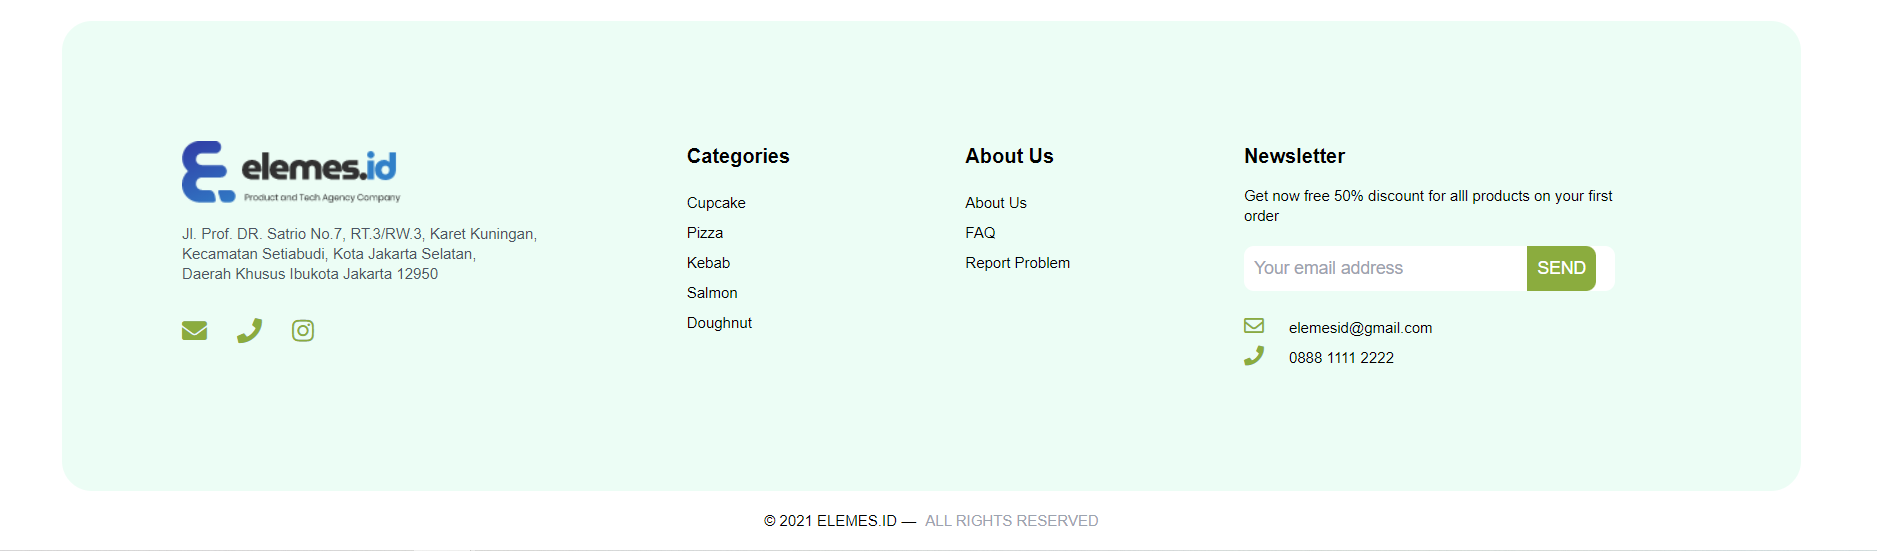 elemes.id
Product and Tech Agency Company
Jl. Prof. DR. Satrio No.7, RT.3/RW.3, Karet Kuningan,
Kecamatan Setiabudi, Kota Jakarta Selatan,
Daerah Khusus Ibukota Jakarta 12950
Categories
Cupcake
Pizza
Kebab
Salmon
Doughnut
About Us
About Us
FAQ
Report Problem
Newsletter
Get now free 50% discount for alll products on your first
order
Your email address
SEND
elemesid@gmail.com
0888 1111 2222
© 2021 ELEMES.ID — ALL RIGHTS RESERVED